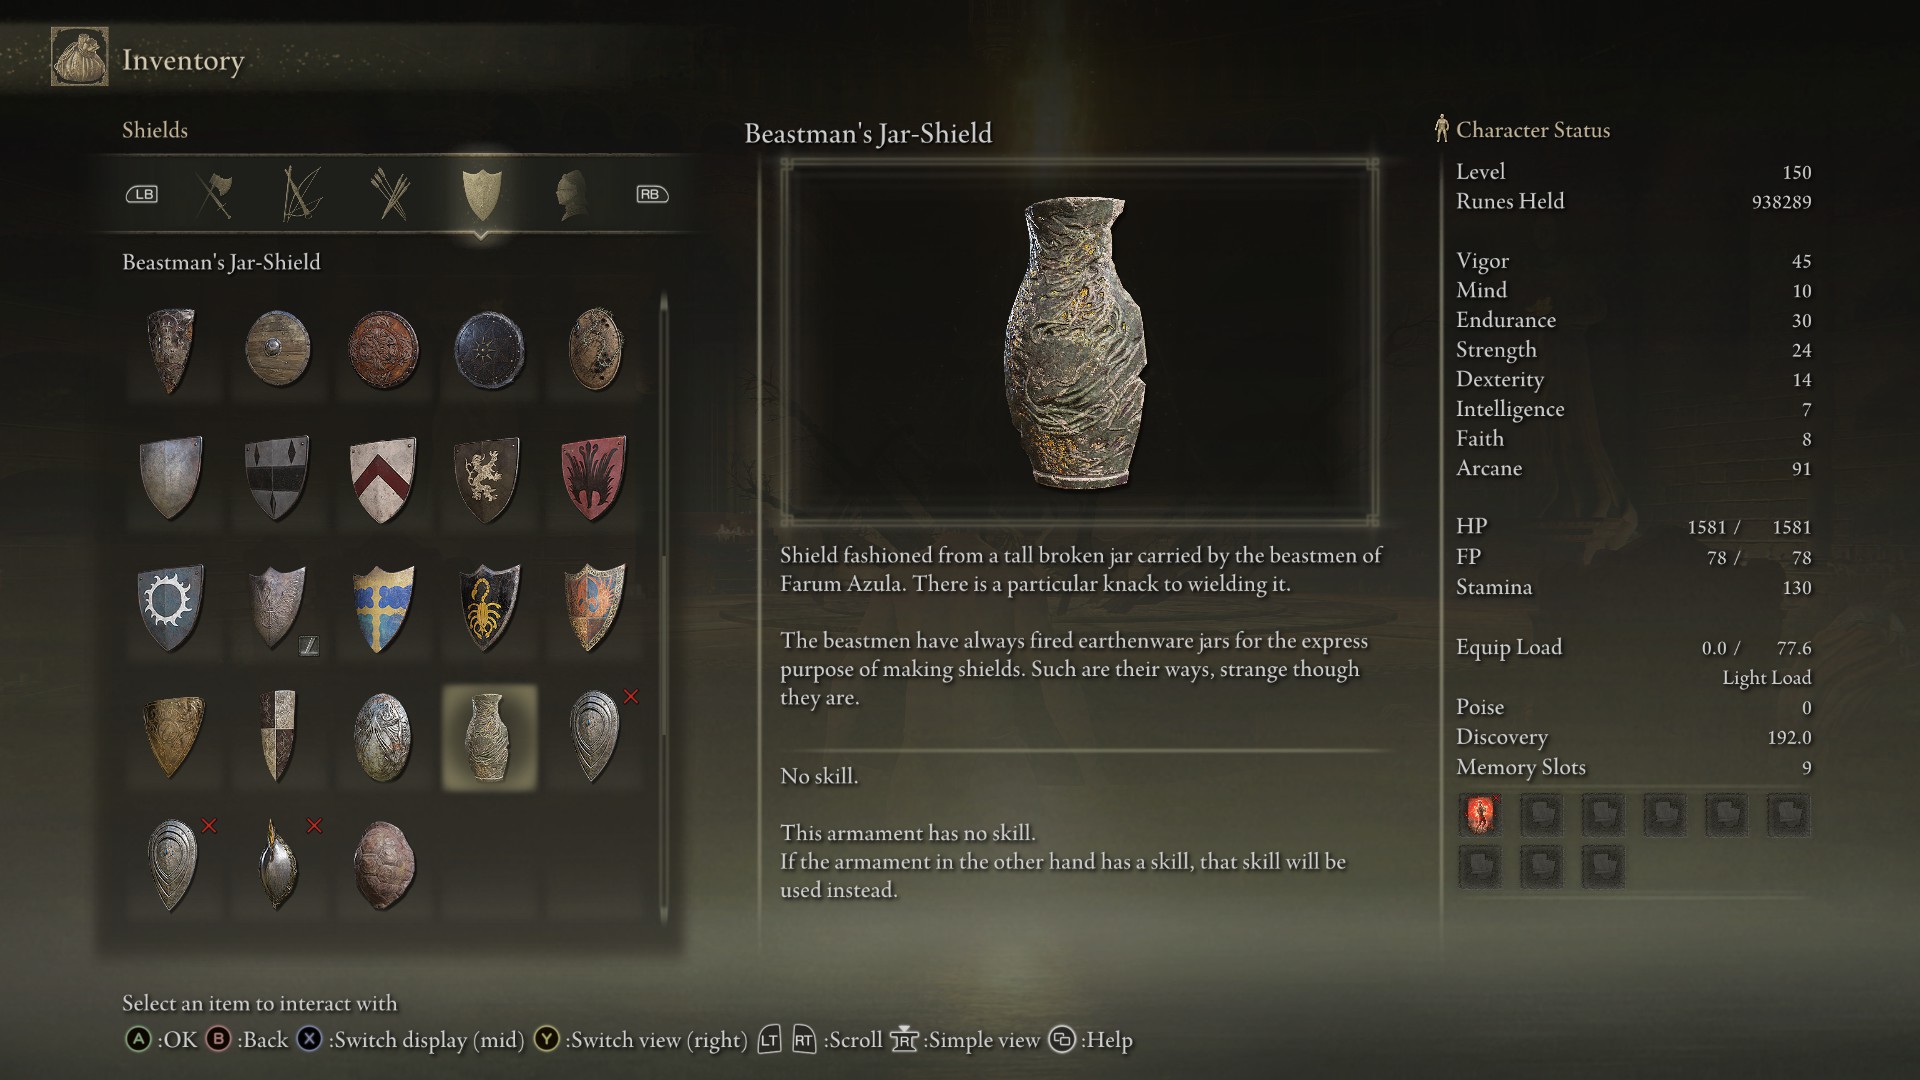 Inventory
Shields
LB
RB
Beastman's Jar-Shield
Beastman's Jar-Shield
Shield fashioned from a tall broken jar carried by the beastmen of
Farum Azula. There is a particular knack to wielding it.
The beastmen have always fired earthenware jars for the express
purpose of making shields. Such are their ways, strange though
they are.
No skill.
This armament has no skill.
If the armament in the other hand has a skill, that skill will be
used instead.
Character Status
Level 150
Runes Held 938289
Vigor 45
Mind 10
Endurance 30
Strength 24
Dexterity 14
Intelligence 7
Faith 8
Arcane 91
HP 1581 / 1581
FP 78 / 78
Stamina 130
Equip Load 0.0 / 77.6
Light Load
Poise 0
Discovery 192.0
Memory Slots 9
Select an item to interact with
A :OK B :Back X :Switch display (mid) Y :Switch view (right) LT RT :Scroll R :Simple view :Help